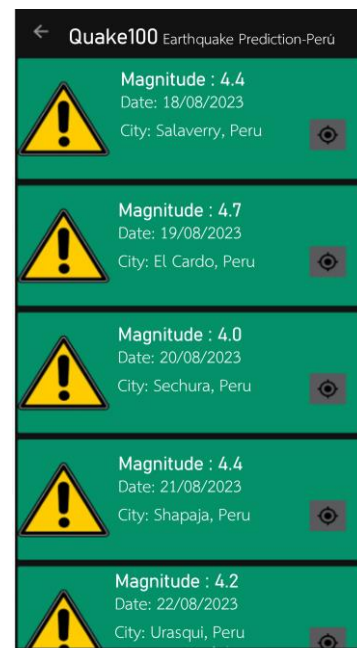 Quake100 Earthquake Prediction-Perú
Magnitude : 4.4
Date: 18/08/2023
City: Salaverry, Peru
Magnitude : 4.7
Date: 19/08/2023
City: El Cardo, Peru
Magnitude : 4.0
Date: 20/08/2023
City: Sechura, Peru
Magnitude : 4.4
Date: 21/08/2023
City: Shapaja, Peru
Magnitude : 4.2
Date: 22/08/2023
City: Urasqui, Peru